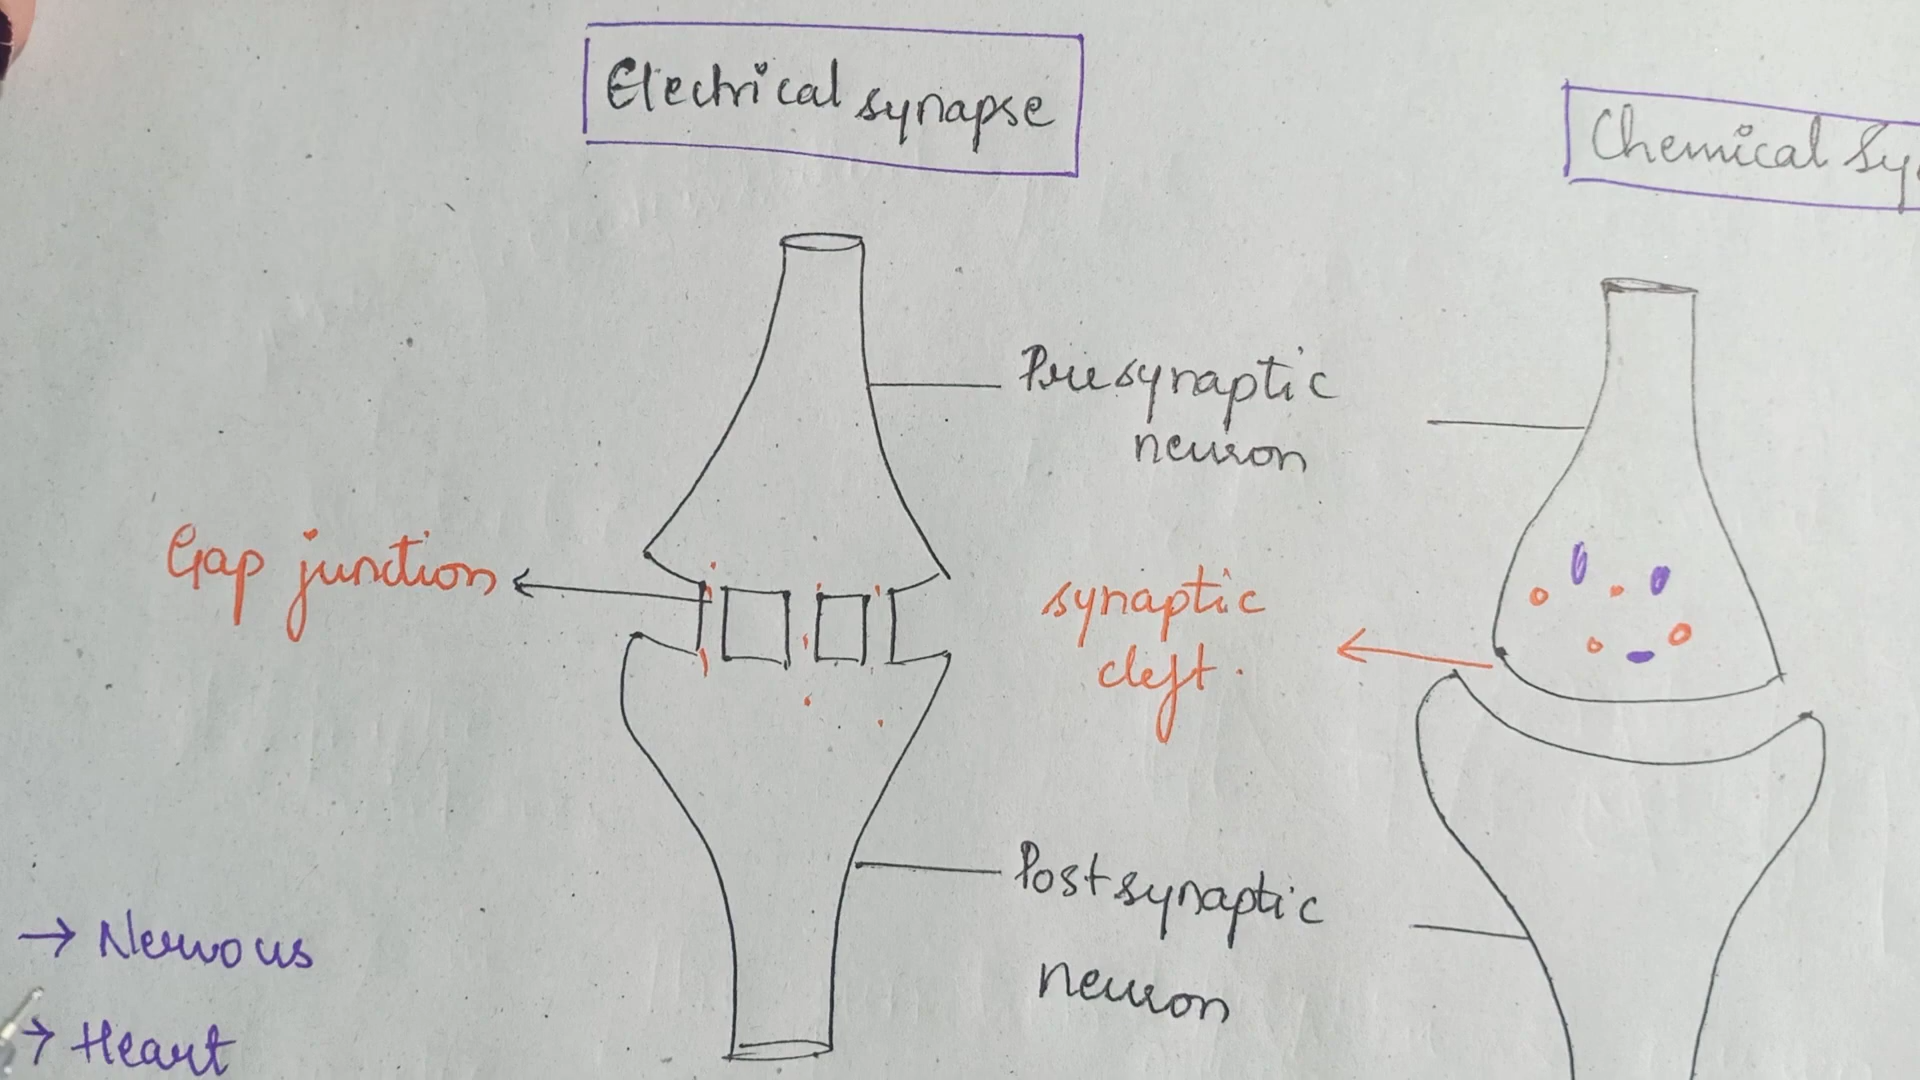 Electrical synapse
Chemical Sy
Presynaptic
neuron
Gap junction
synaptic
cleft.
Postsynaptic
neuron
→ Nervous
→ Heart